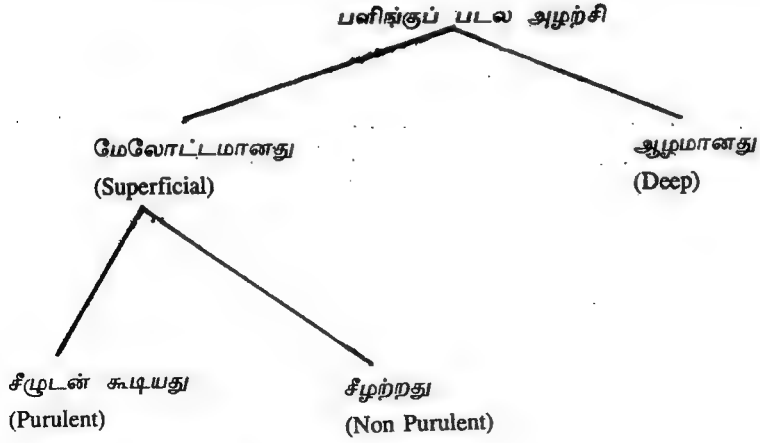 பளிங்குப் படல அழற்சி
மேலோட்டமானது
(Superficial)
ஆழமானது
(Deep)
சீழுடன் கூடியது
(Purulent)
சீழற்றது
(Non Purulent)